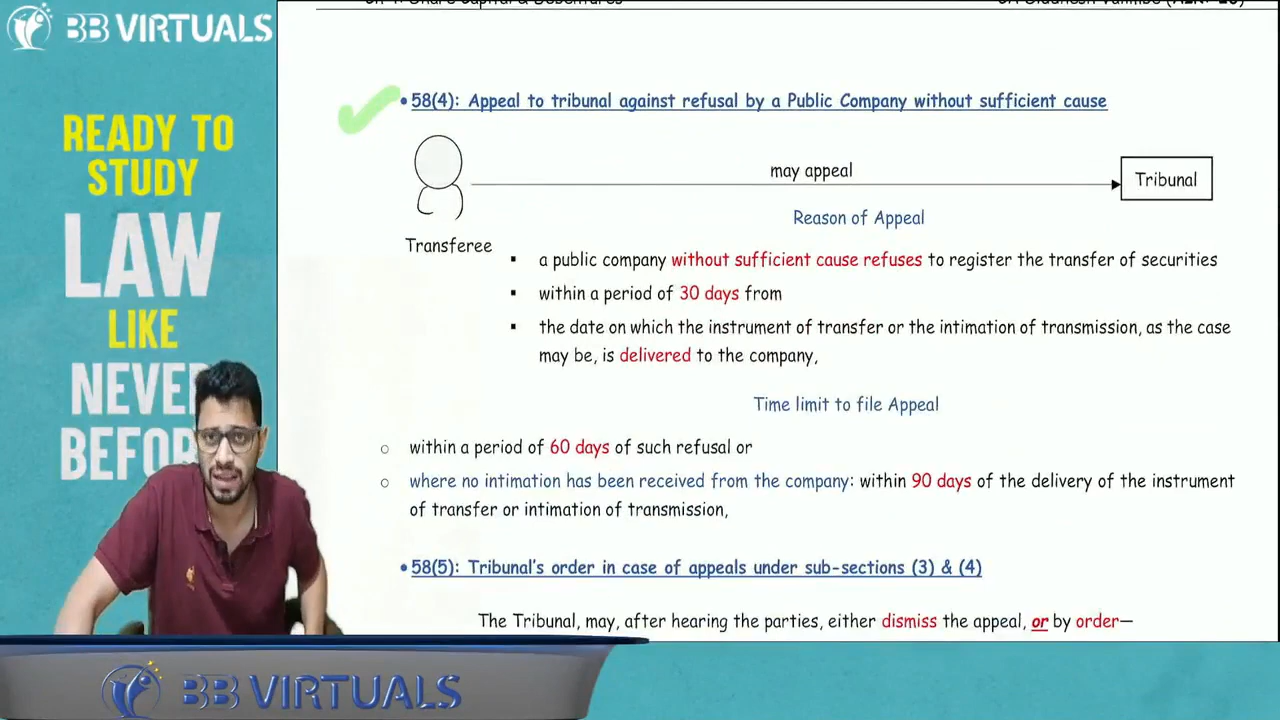 BB VIRTUALS
58(4): Appeal to tribunal against refusal by a Public Company without sufficient cause
may appeal
Tribunal
Reason of Appeal
Transferee
▪ a public company without sufficient cause refuses to register the transfer of securities
▪ within a period of 30 days from
▪ the date on which the instrument of transfer or the intimation of transmission, as the case
may be, is delivered to the company,
Time limit to file Appeal
○ within a period of 60 days of such refusal or
○ where no intimation has been received from the company: within 90 days of the delivery of the instrument
of transfer or intimation of transmission,
• 58(5): Tribunal's order in case of appeals under sub-sections (3) & (4)
The Tribunal, may, after hearing the parties, either dismiss the appeal, or by order—
READY TO
STUDY
LAW
LIKE
NEVER
BEFOR
BB VIRTUALS